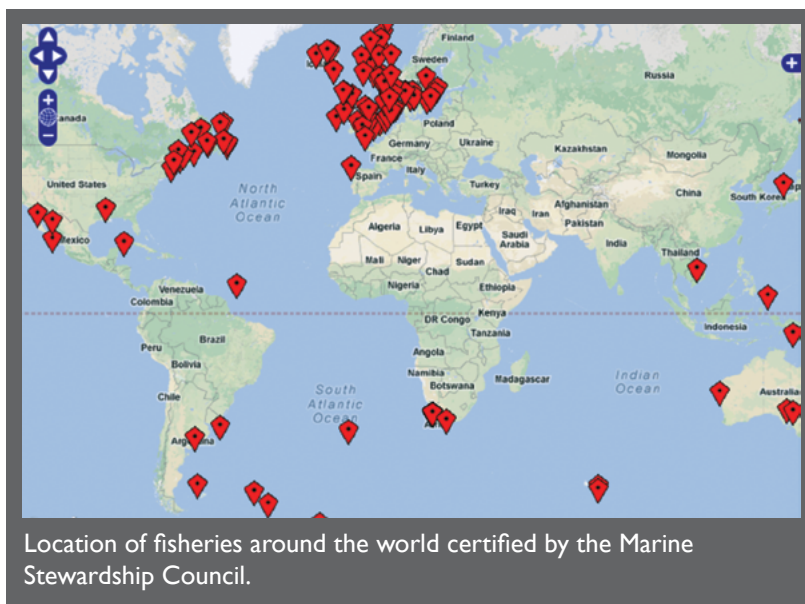 Finland
Sweden
Russia
anada
Poland
Germany
Ukraine
Kazakhstan
Mongolia
France
United States
Spain
Italy
Turkey
China
South Korea
North
Atlantic
Ocean
Afghanistan
Iraq
Iran
Pakistan
Algeria
Libya
Egypt
Saudi
Arabia
Mexico
India
Mali
Niger
Sudan
Thailand
Chad
Nigeria
Ethiopia
Venezuela
Colombia
Kenya
DR Congo
Indonesia
Tanzania
Brazil
Peru
Angola
Bolivia
Namibia
Botswana
Madagascar
Indian
Ocean
South
Atlantic
Ocean
Chile
Australia
Argentina
Location of fisheries around the world certified by the Marine
Stewardship Council.